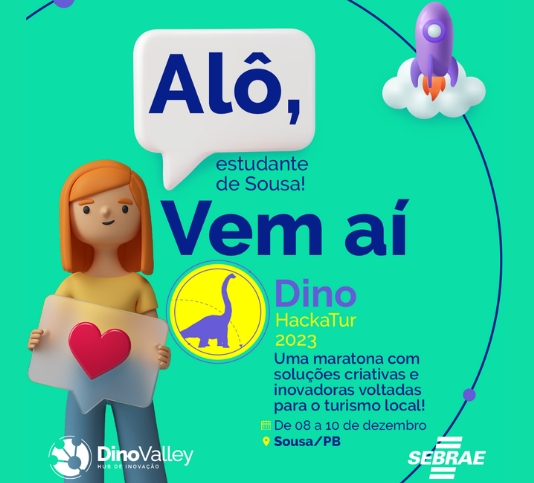 Alô,
estudante
de Sousa!
Vem aí
Dino
HackaTur
2023
Uma maratona com
soluções criativas e
inovadoras voltadas
para o turismo local!
De 08 a 10 de dezembro
Sousa/PB
DinoValley
HUB DE INOVAÇÃO
SEBRAE